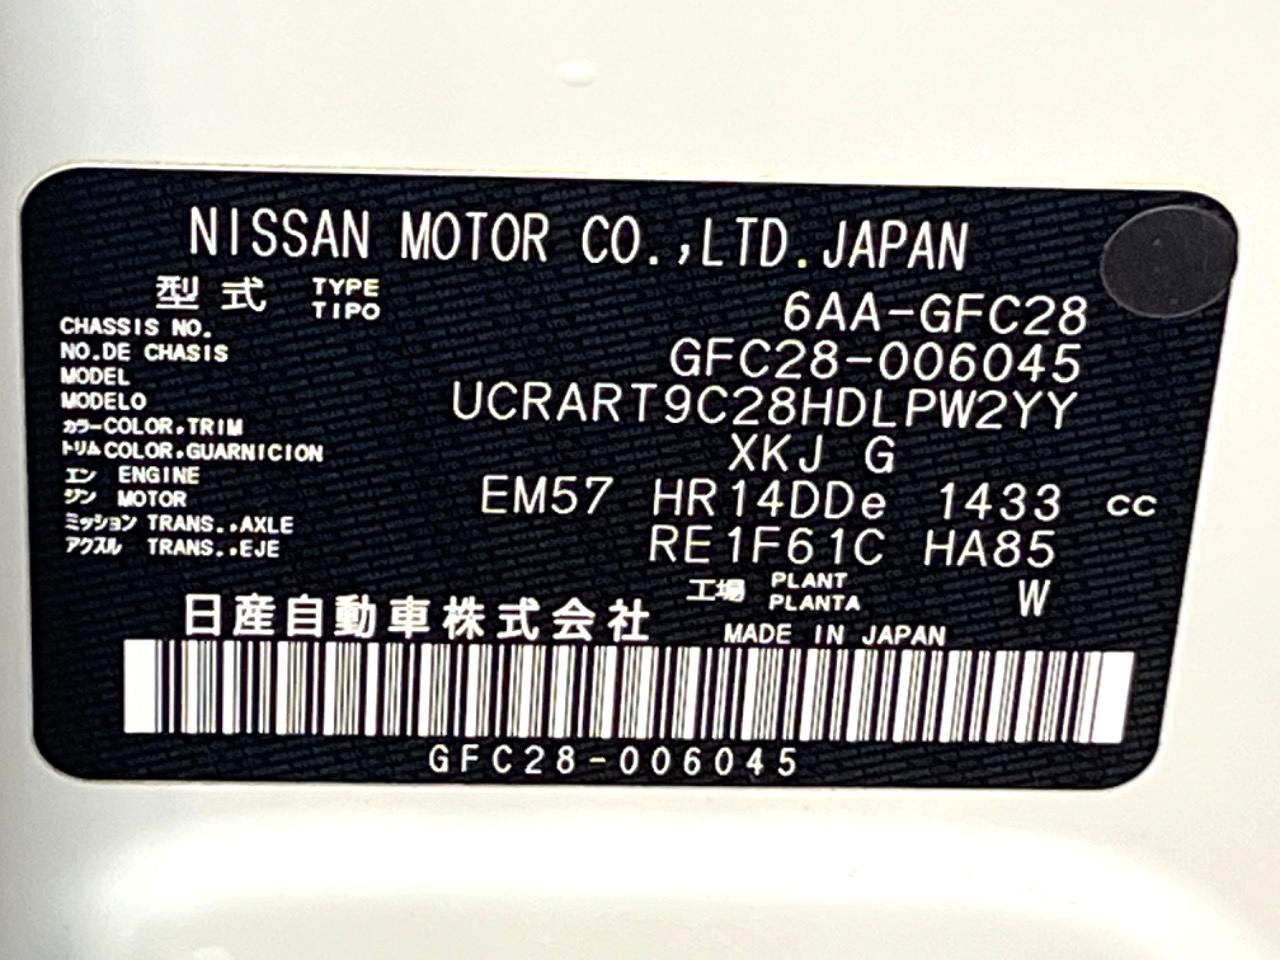 NISSAN MOTOR CO.,LTD.JAPAN
型式 TYPE TIPO 6AA-GFC28
CHASSIS NO.
NO.DE CHASIS GFC28-006045
MODEL
MODELO UCRART9C28HDLPW2YY
カラーCOLOR,TRIM
トリムCOLOR,GUARNICION XKJ G
エン ENGINE
ジン MOTOR EM57 HR14DDe 1433 cc
ミッション TRANS.,AXLE
アクスル TRANS.,EJE RE1F61C HA85
工場 PLANT PLANTA W
日産自動車株式会社 MADE IN JAPAN
GFC28-006045